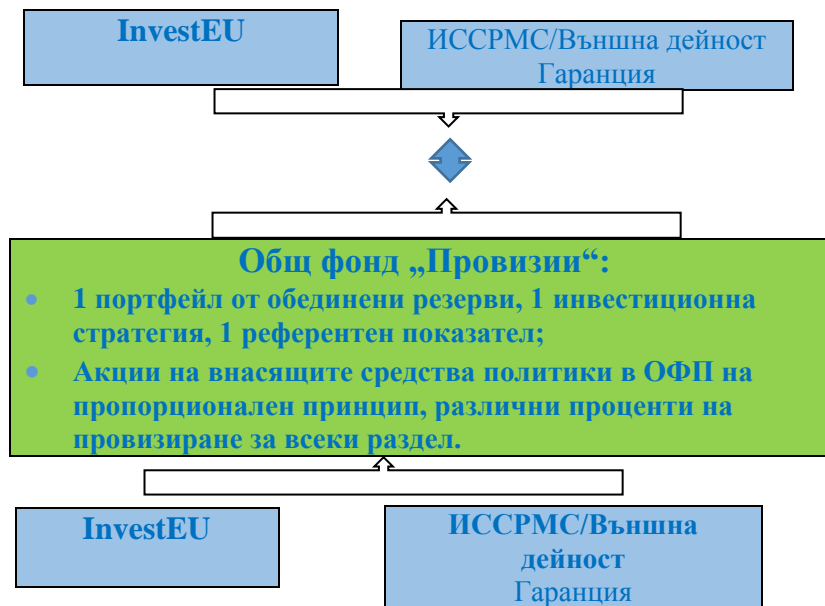 InvestEU
ИССРМС/Външна дейност
Гаранция
Общ фонд „Провизии“:
• 1 портфейл от обединени резерви, 1 инвестиционна
стратегия, 1 референтен показател;
• Акции на внасящите средства политики в ОФП на
пропорционален принцип, различни проценти на
провизиране за всеки раздел.
InvestEU
ИССРМС/Външна
дейност
Гаранция